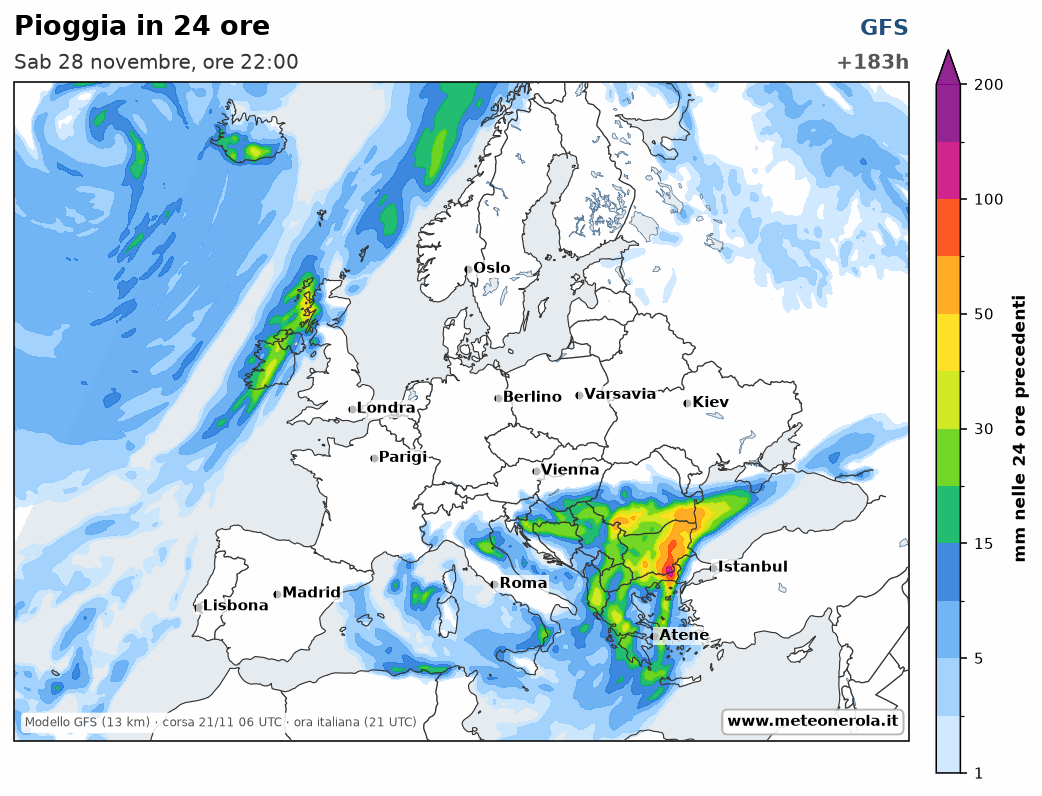 Pioggia in 24 ore
GFS
Sab 28 novembre, ore 22:00
+183h
200
100
50
30
15
5
1
mm nelle 24 ore precedenti
Oslo
Berlino
Varsavia
Kiev
Londra
Parigi
Vienna
Istanbul
Roma
Madrid
Lisbona
Atene
Modello GFS (13 km) · corsa 21/11 06 UTC · ora italiana (21 UTC)
www.meteonerola.it